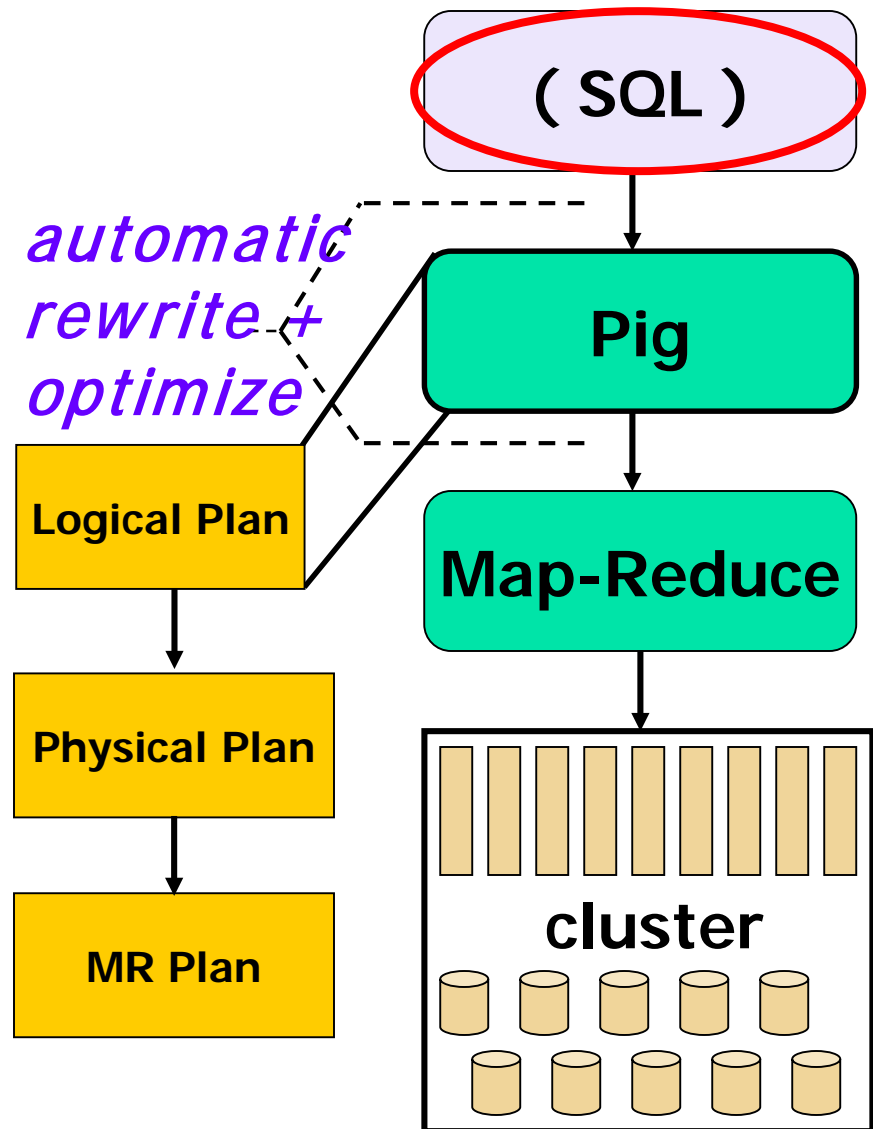 ( SQL )
automatic
rewrite +
optimize
Pig
Logical Plan
Map-Reduce
Physical Plan
cluster
MR Plan